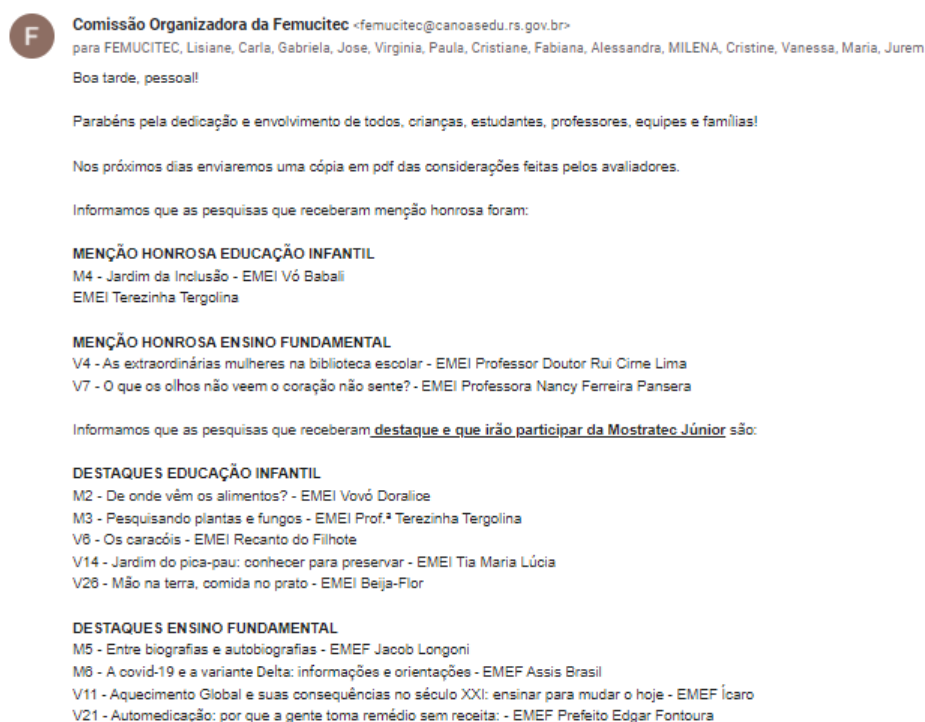 F
Comissão Organizadora da Femucitec <femucitec@canoasedu.rs.gov.br>
para FEMUCITEC, Lisiane, Carla, Gabriela, Jose, Virginia, Paula, Cristiane, Fabiana, Alessandra, MILENA, Cristine, Vanessa, Maria, Jurem
Boa tarde, pessoal!
Parabéns pela dedicação e envolvimento de todos, crianças, estudantes, professores, equipes e famílias!
Nos próximos dias enviaremos uma cópia em pdf das considerações feitas pelos avaliadores.
Informamos que as pesquisas que receberam menção honrosa foram:
MENÇÃO HONROSA EDUCAÇÃO INFANTIL
M4 - Jardim da Inclusão - EMEI Vó Babali
EMEI Terezinha Tergolina
MENÇÃO HONROSA ENSINO FUNDAMENTAL
V4 - As extraordinárias mulheres na biblioteca escolar - EMEF Professor Doutor Rui Cirne Lima
V7 - O que os olhos não veem o coração não sente? - EMEF Professora Nancy Ferreira Pansera
Informamos que as pesquisas que receberam destaque e que irão participar da Mostratec Júnior são:
DESTAQUES EDUCAÇÃO INFANTIL
M2 - De onde vêm os alimentos? - EMEI Vovó Doralice
M3 - Pesquisando plantas e fungos - EMEI Prof.ª Terezinha Tergolina
V6 - Os caracóis - EMEI Recanto do Filhote
V14 - Jardim do pica-pau: conhecer para preservar - EMEI Tia Maria Lúcia
V26 - Mão na terra, comida no prato - EMEI Beija-Flor
DESTAQUES ENSINO FUNDAMENTAL
M5 - Entre biografias e autobiografias - EMEF Jacob Longoni
M6 - A covid-19 e a variante Delta: informações e orientações - EMEF Assis Brasil
V11 - Aquecimento Global e suas consequências no século XXI: ensinar para mudar o hoje - EMEF Ícaro
V21 - Automedicação: por que a gente toma remédio sem receita: - EMEF Prefeito Edgar Fontoura